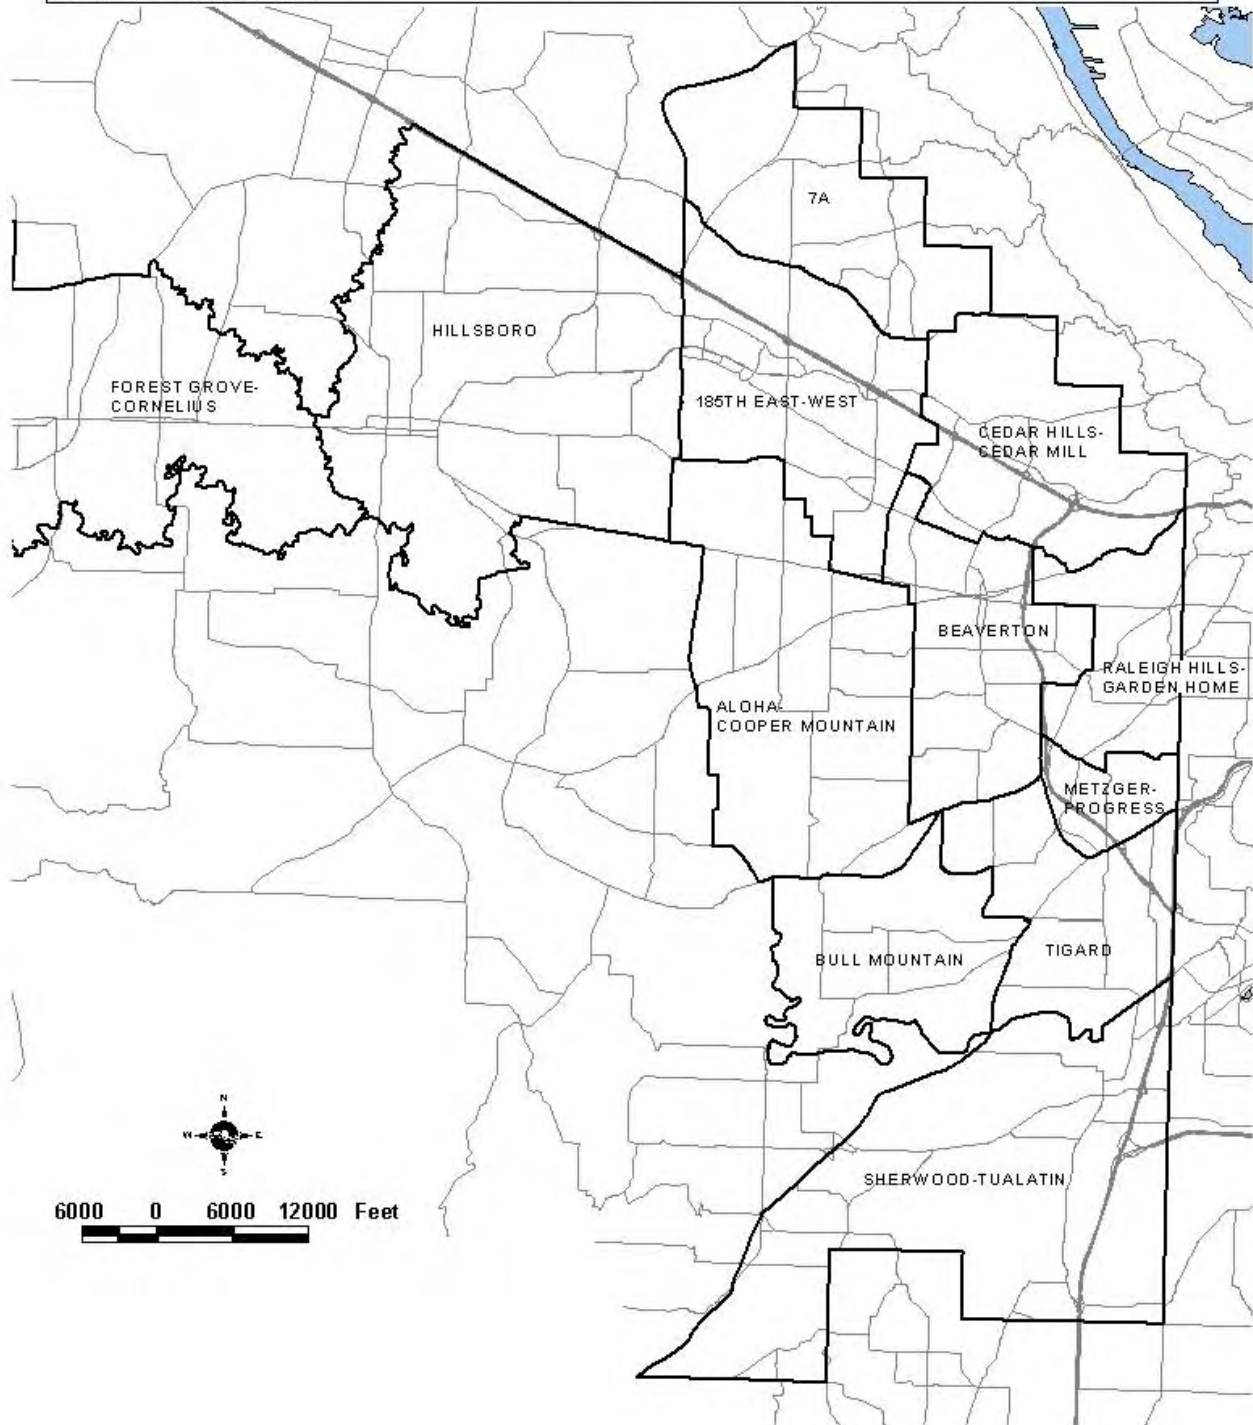 7A
HILLSBORO
FOREST GROVE-
CORNELIUS
185TH EAST-WEST
CEDAR HILLS-
CEDAR MILL
BEAVERTON
RALEIGH HILLS-
GARDEN HOME
ALOHA-
COOPER MOUNTAIN
METZGER-
PROGRESS
BULL MOUNTAIN
TIGARD
N
W E
S
SHERWOOD-TUALATIN
6000 0 6000 12000 Feet